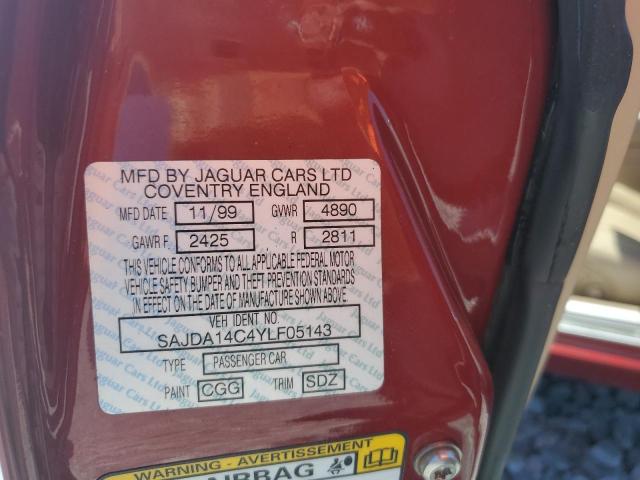 MFD BY JAGUAR CARS LTD
COVENTRY ENGLAND
MFD DATE 11/99 GVWR 4890
GAWR F. 2425 R 2811
THIS VEHICLE CONFORMS TO ALL APPLICABLE FEDERAL MOTOR
VEHICLE SAFETY BUMPER AND THEFT PREVENTION STANDARDS
IN EFFECT ON THE DATE OF MANUFACTURE SHOWN ABOVE.
VEH IDENT NO.
SAJDA14C4YLF05143
TYPE PASSENGER CAR
PAINT CGG TRIM SDZ
WARNING - AVERTISSEMENT
AIRBAG